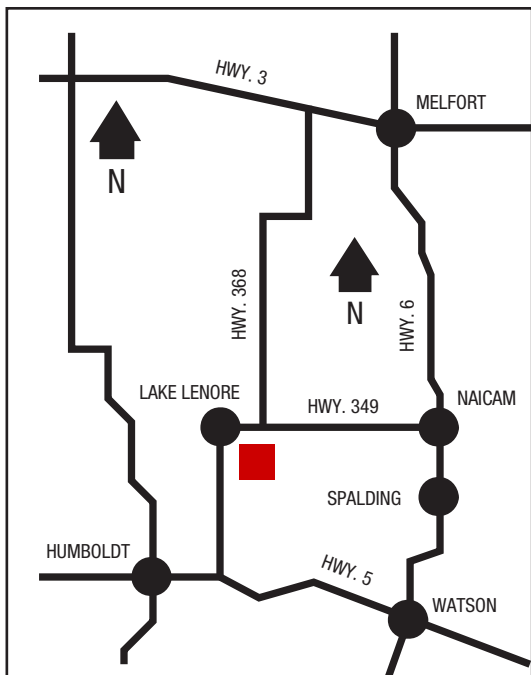 HWY. 3
MELFORT
N
HWY. 368
N
HWY. 6
LAKE LENORE
HWY. 349
NAICAM
SPALDING
HUMBOLDT
HWY. 5
WATSON